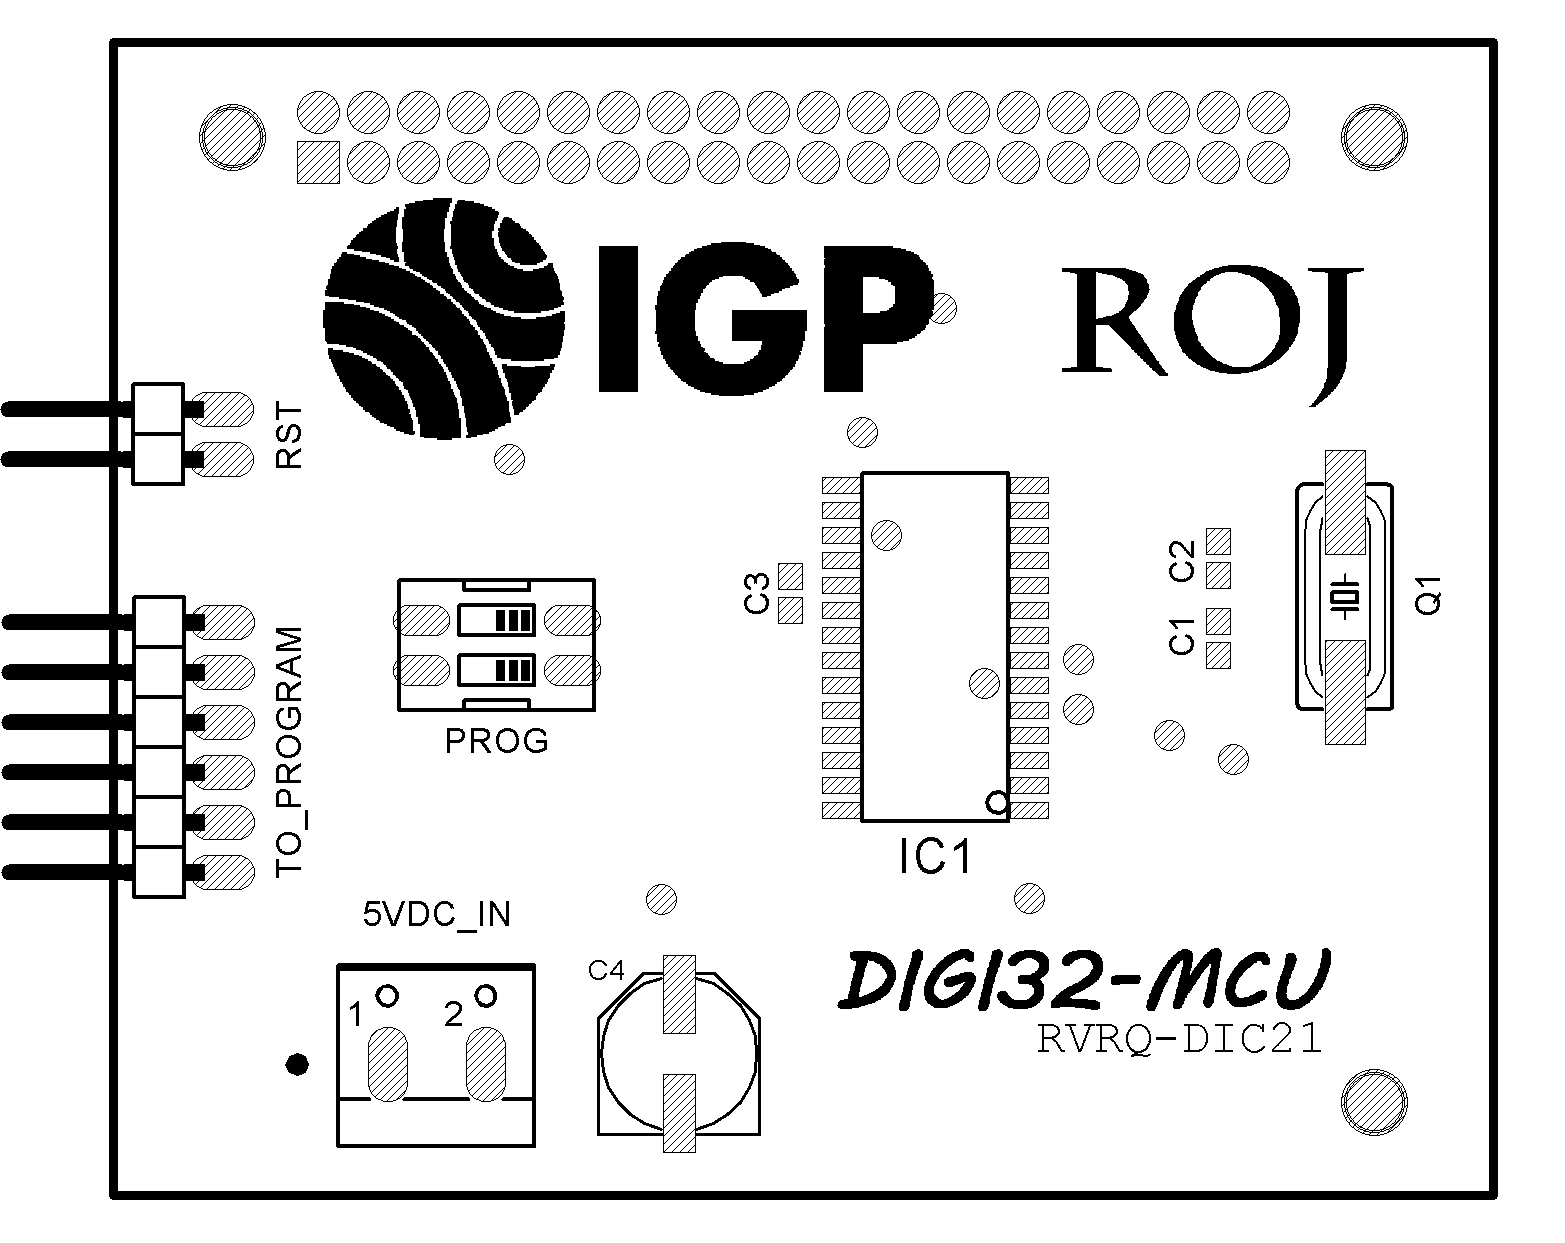 IGP
ROJ
RST
C3
C2
C1
Q1
TO_PROGRAM
PROG
IC1
5VDC_IN
C4
1 2
DIGI32-MCU
RVRQ-DIC21